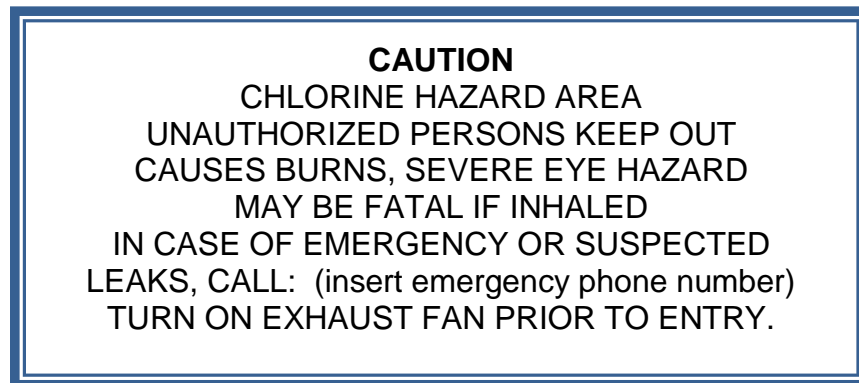 CAUTION
CHLORINE HAZARD AREA
UNAUTHORIZED PERSONS KEEP OUT
CAUSES BURNS, SEVERE EYE HAZARD
MAY BE FATAL IF INHALED
IN CASE OF EMERGENCY OR SUSPECTED
LEAKS, CALL:  (insert emergency phone number)
TURN ON EXHAUST FAN PRIOR TO ENTRY.